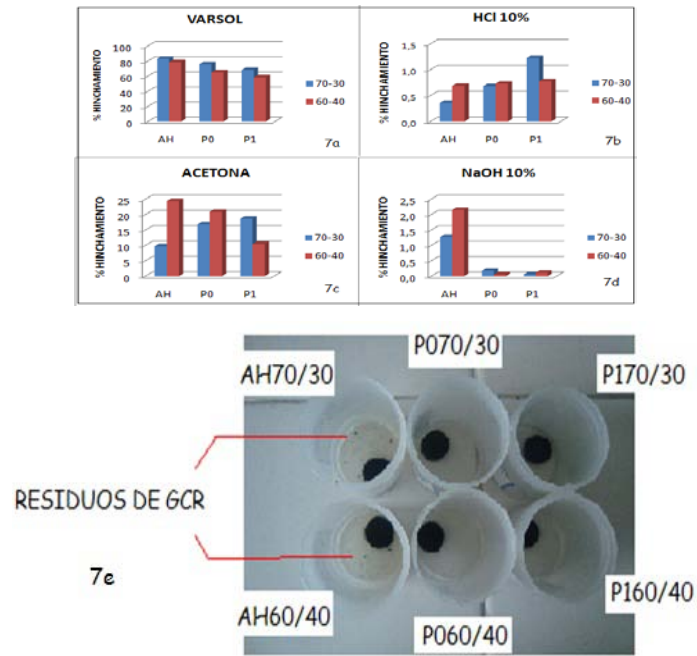 VARSOL
% HINCHAMIENTO
100
80
60
40
20
0
AH P0 P1
70-30
60-40
7a
HCl 10%
% HINCHAMIENTO
1,5
1,0
0,5
0,0
AH P0 P1
70-30
60-40
7b
ACETONA
% HINCHAMIENTO
25
20
15
10
5
0
AH P0 P1
70-30
60-40
7c
NaOH 10%
% HINCHAMIENTO
2,5
2,0
1,5
1,0
0,5
0,0
AH P0 P1
70-30
60-40
7d
P070/30
AH70/30
P170/30
RESIDUOS DE GCR
7e
AH60/40
P060/40
P160/40